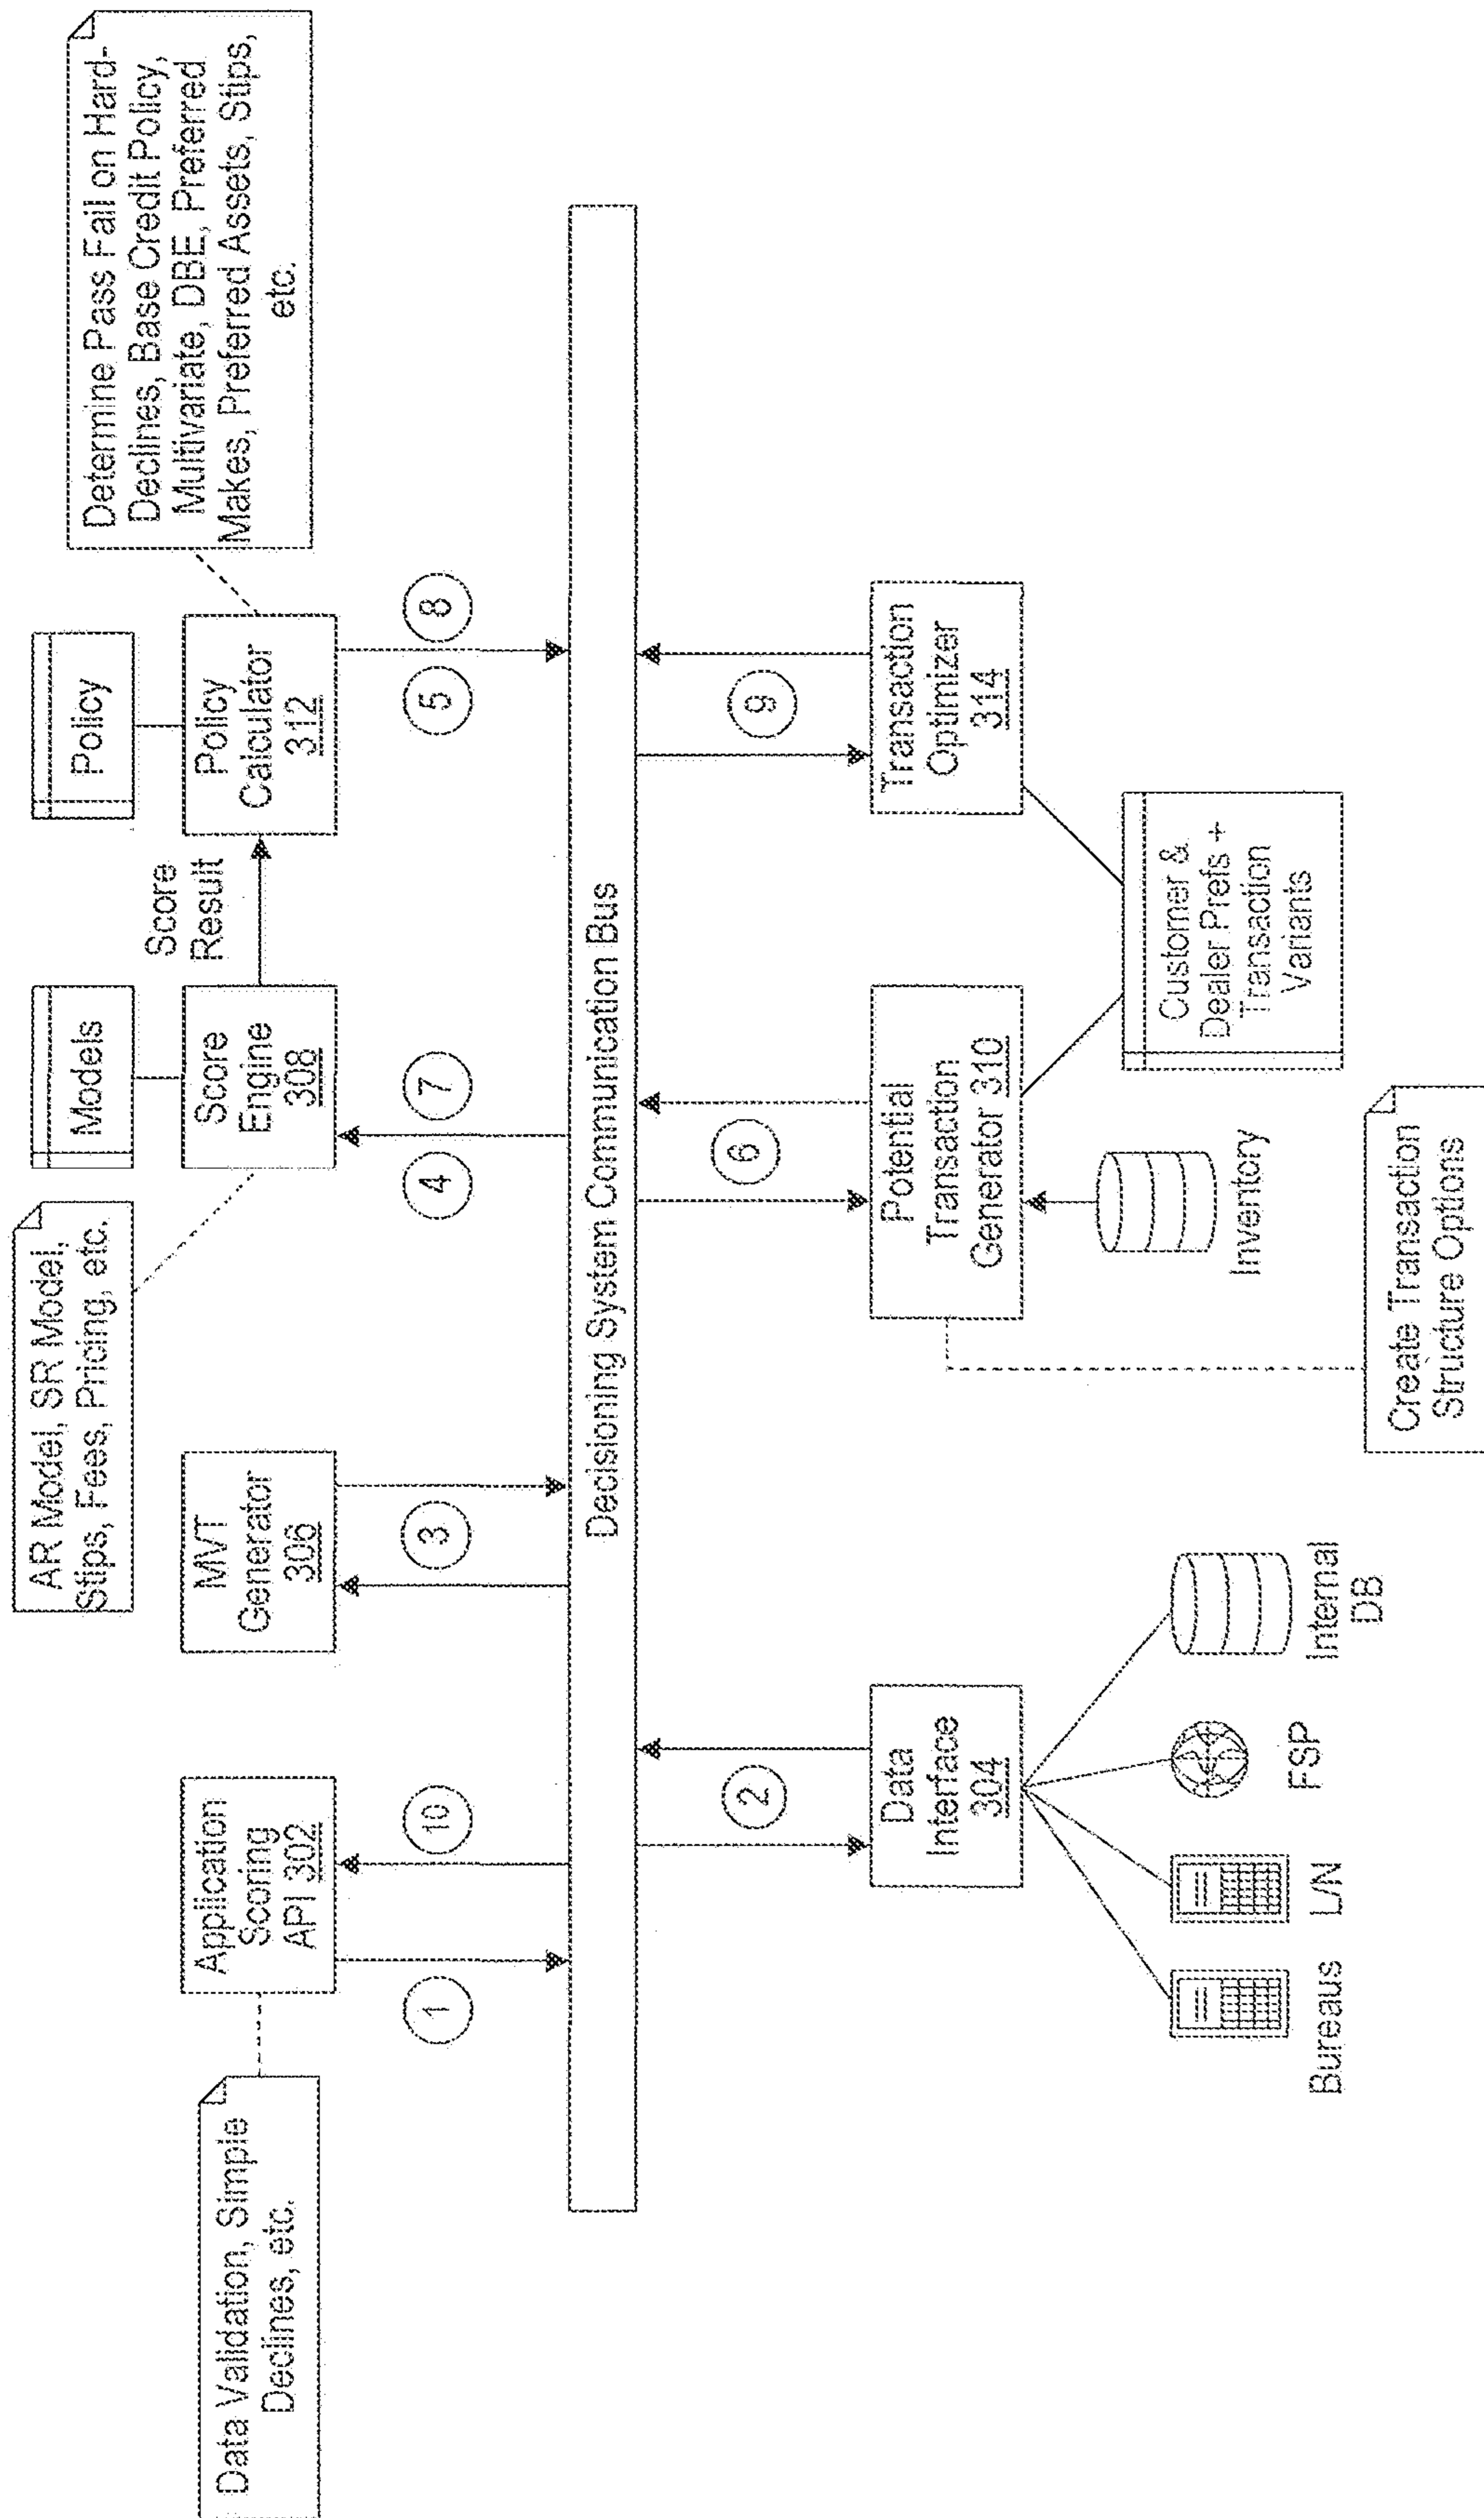 Data Validation, Simple
Declines, etc.
Application
Scoring
API 302
1
10
MVT
Generator
306
3
AR Model, SR Model,
Stips, Fees, Pricing, etc.
Models
Score
Engine
308
4
7
Score
Result
Policy
Policy
Calculator
312
5
8
Determine Pass Fail on Hard-
Declines, Base Credit Policy,
Multivariate, DBE, Preferred
Makes, Preferred Assets, Stips,
etc.
Decisioning System Communication Bus
2
Data
Interface
304
Bureaus
L/N
FSP
Internal
DB
6
Potential
Transaction
Generator 310
Inventory
Create Transaction
Structure Options
9
Transaction
Optimizer
314
Customer &
Dealer Prefs +
Transaction
Variants